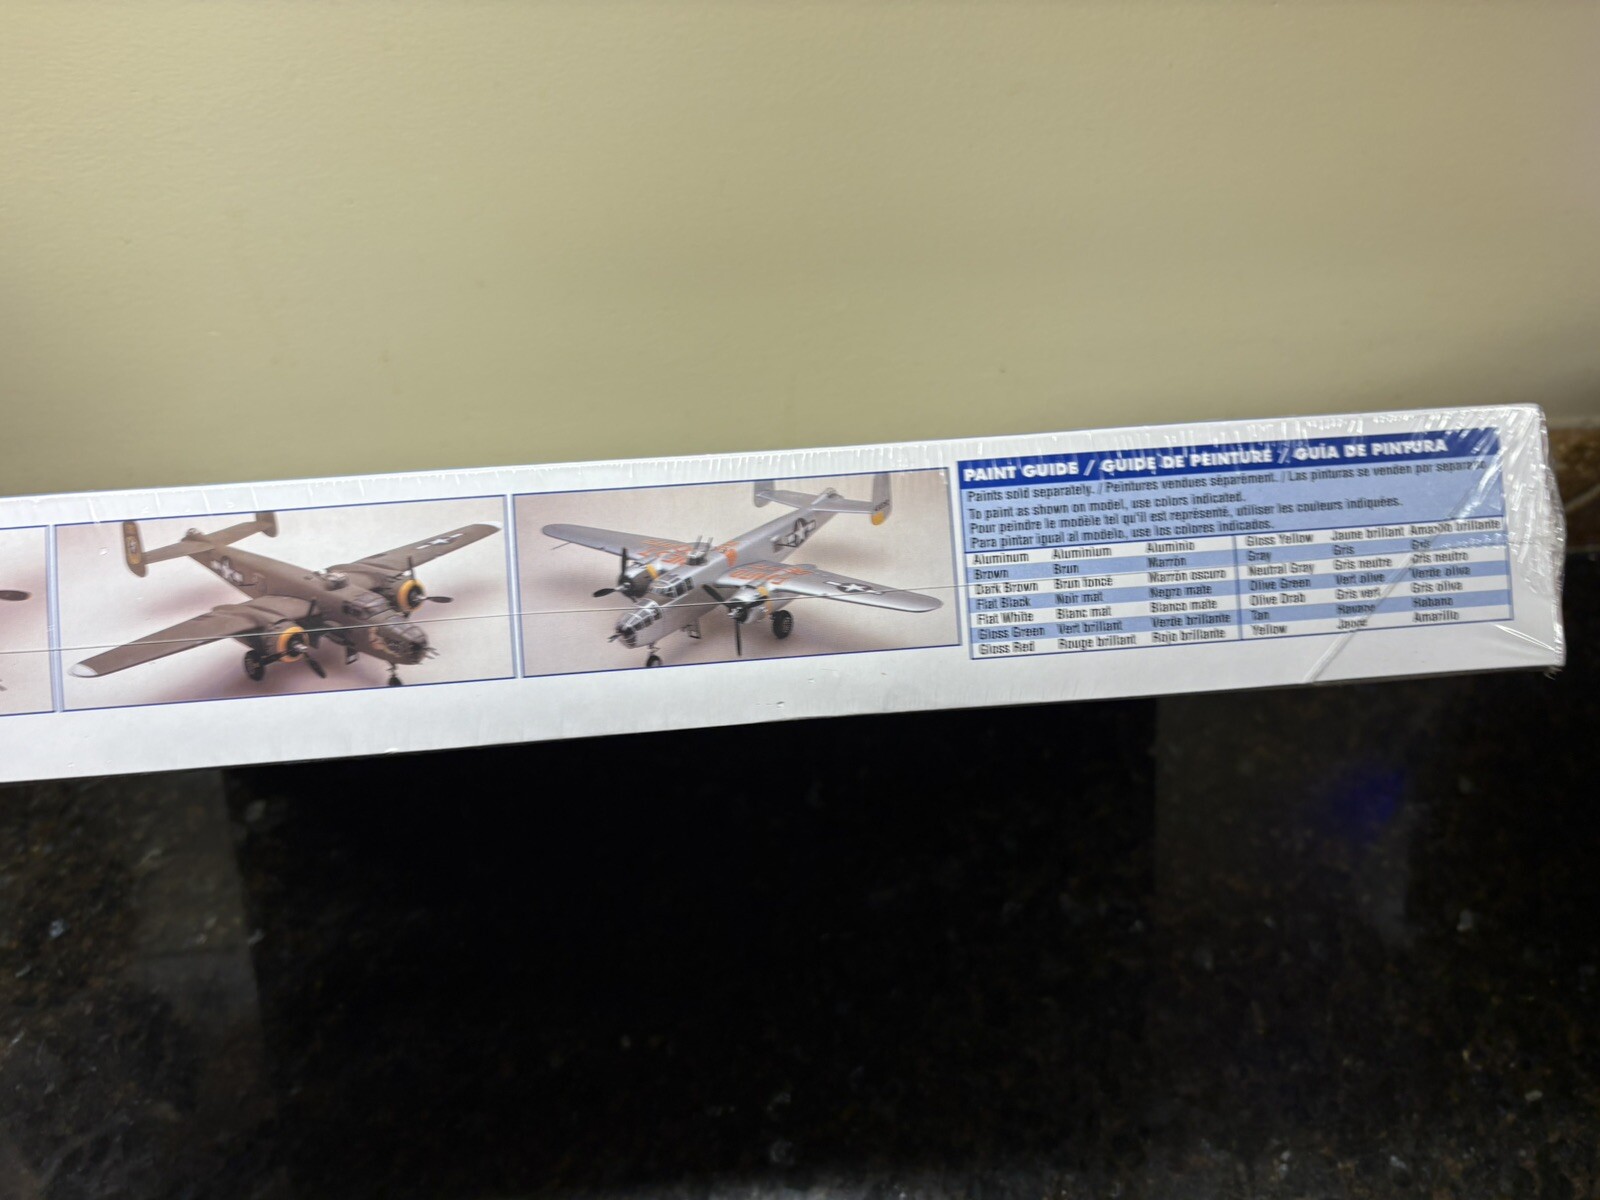 PAINT GUIDE / GUIDE DE PEINTURE / GUÍA DE PINTURA
Paints sold separately. / Peintures vendues séparément. / Las pinturas se venden por separado.
To paint as shown on model, use colors indicated.
Pour peindre le modèle tel qu'il est représenté, utiliser les couleurs indiquées.
Para pintar igual al modelo, use los colores indicados.
Aluminum Aluminium Aluminio
Brown Brun Marrón
Dark Brown Brun foncé Marrón oscuro
Flat Black Noir mat Negro mate
Flat White Blanc mat Blanco mate
Gloss Green Vert brillant Verde brillante
Gloss Red Rouge brillant Rojo brillante
Gloss Yellow Jaune brillant Amarillo brillante
Gray Gris Gris
Neutral Gray Gris neutre Gris neutro
Olive Green Vert olive Verde olivo
Olive Drab Gris vert Gris olivo
Tan Havane Habano
Yellow Jaune Amarillo